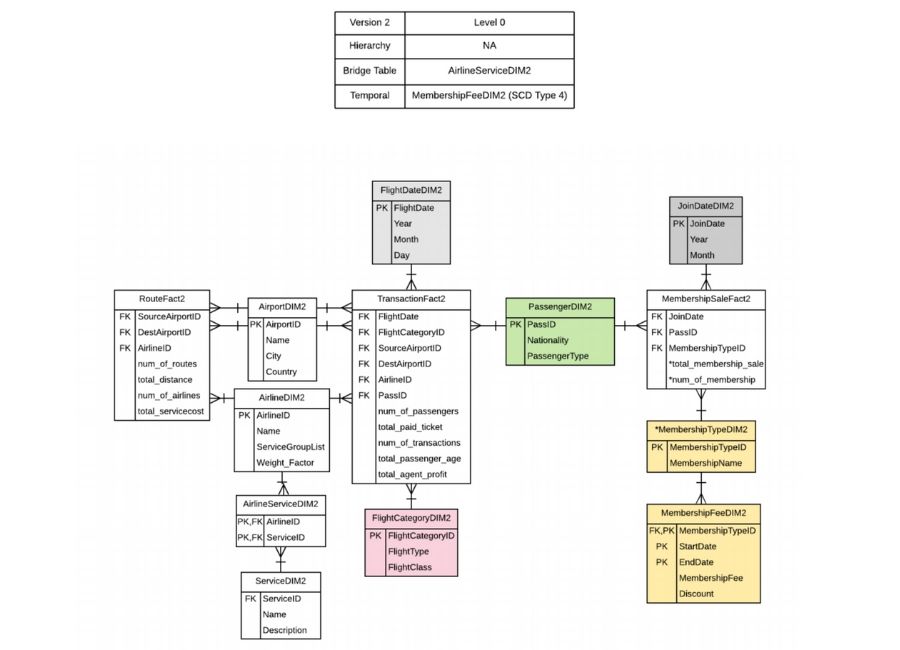 Version 2 Level 0
Hierarchy NA
Bridge Table AirlineServiceDIM2
Temporal MembershipFeeDIM2 (SCD Type 4)
FlightDateDIM2
PK FlightDate
Year
Month
Day
JoinDateDIM2
PK JoinDate
Year
Month
RouteFact2
FK SourceAirportID
FK DestAirportID
FK AirlineID
num_of_routes
total_distance
num_of_airlines
total_servicecost
AirportDIM2
PK AirportID
Name
City
Country
TransactionFact2
FK FlightDate
FK FlightCategoryID
FK SourceAirportID
FK DestAirportID
FK AirlineID
FK PassID
num_of_passengers
total_paid_ticket
num_of_transactions
total_passenger_age
total_agent_profit
PassengerDIM2
PK PassID
Nationality
PassengerType
MembershipSaleFact2
FK JoinDate
FK PassID
FK MembershipTypeID
*total_membership_sale
*num_of_membership
AirlineDIM2
PK AirlineID
Name
ServiceGroupList
Weight_Factor
*MembershipTypeDIM2
PK MembershipTypeID
MembershipName
AirlineServiceDIM2
PK,FK AirlineID
PK,FK ServiceID
FlightCategoryDIM2
PK FlightCategoryID
FlightType
FlightClass
MembershipFeeDIM2
FK,PK MembershipTypeID
PK StartDate
PK EndDate
MembershipFee
Discount
ServiceDIM2
FK ServiceID
Name
Description